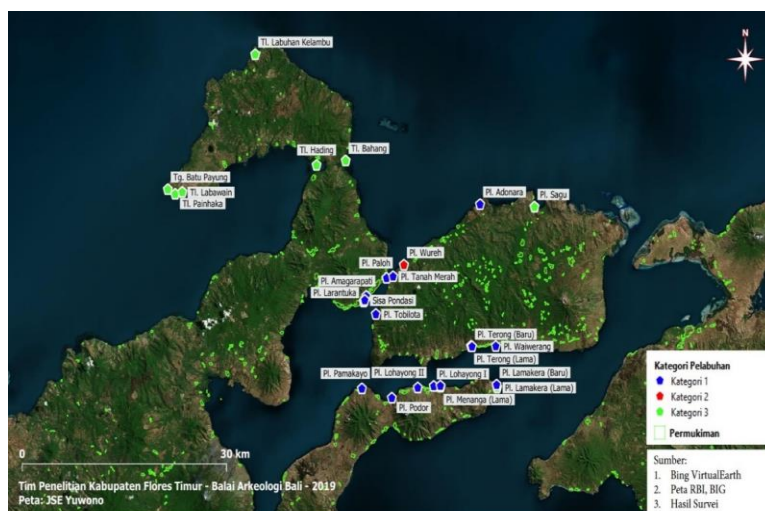 Tl. Labuhan Kelambu
Tl. Hading
Tl. Bahang
Tg. Batu Payung
Tl. Labawain
Tl. Painhaka
Pl. Adonara
Pl. Sagu
Pl. Wureh
Pl. Paloh
Pl. Tanah Merah
Pl. Amagarapati
Pl. Larantuka
Sisa Pondasi
Pl. Tobilota
Pl. Terong (Baru)
Pl. Waiwerang
Pl. Terong (Lama)
Pl. Pamakayo
Pl. Lohayong II
Pl. Lohayong I
Pl. Lamakera (Baru)
Pl. Lamakera (Lama)
Pl. Menanga (Lama)
Pl. Podor
N
Kategori Pelabuhan
Kategori 1
Kategori 2
Kategori 3
Permukiman
Sumber:
1. Bing VirtualEarth
2. Peta RBI, BIG
3. Hasil Survei
0 30 km
Tim Penelitian Kabupaten Flores Timur - Balai Arkeologi Bali - 2019
Peta: JSE Yuwono